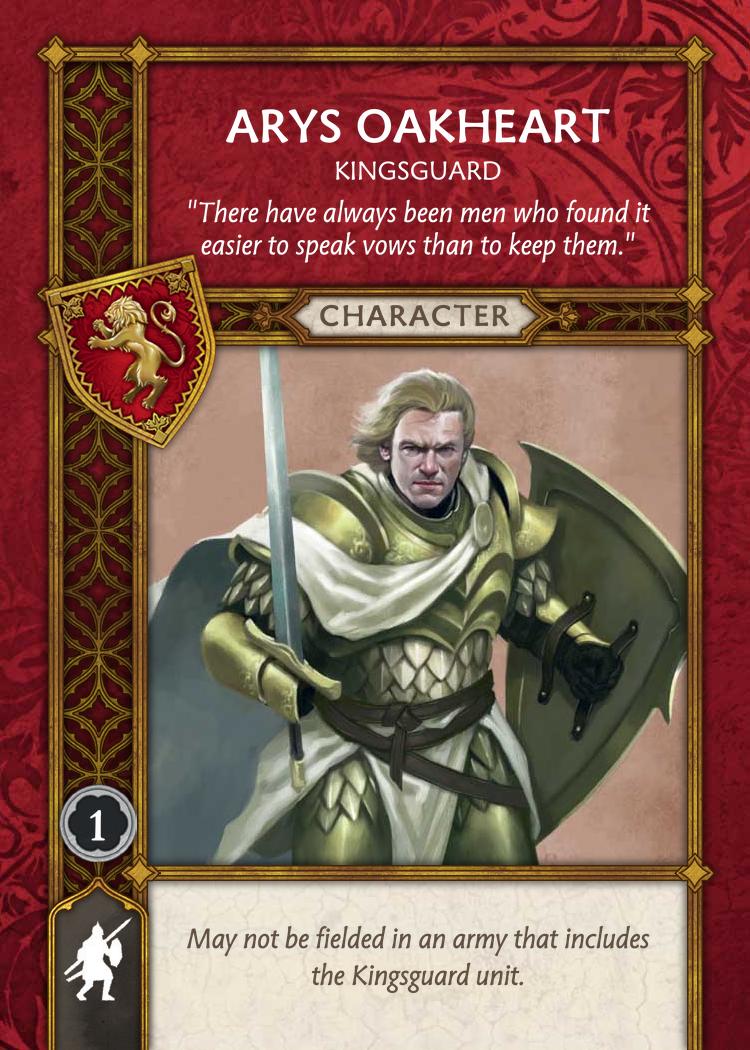 ARYS OAKHEART
KINGSGUARD
"There have always been men who found it
easier to speak vows than to keep them."
CHARACTER
1
May not be fielded in an army that includes
the Kingsguard unit.